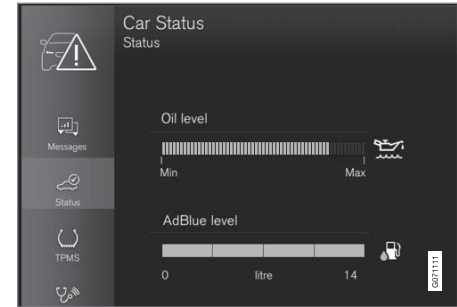 Car Status
Status
Messages
Status
TPMS
Oil level
Min Max
AdBlue level
0 litre 14
G071111